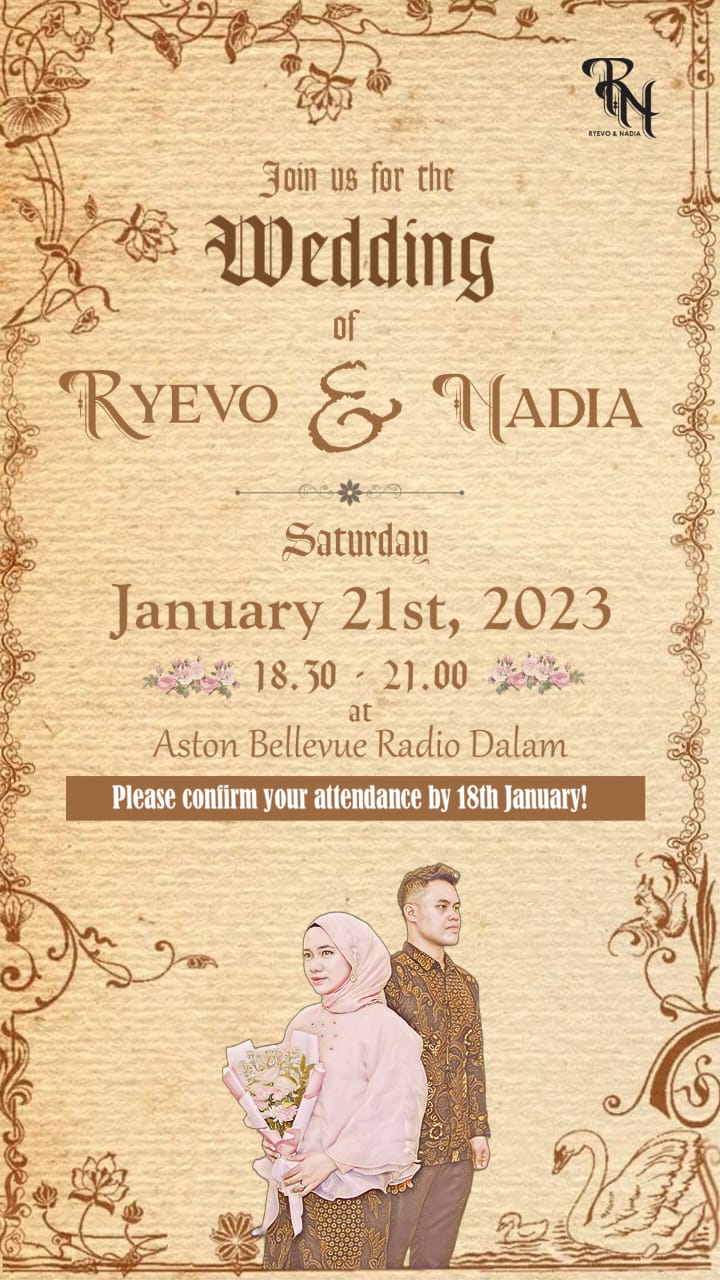 RN
RYEVO & NADIA
Join us for the
Wedding
of
RYEVO & NADIA
Saturday
January 21st, 2023
18.30 - 21.00
at
Aston Bellevue Radio Dalam
Please confirm your attendance by 18th January!